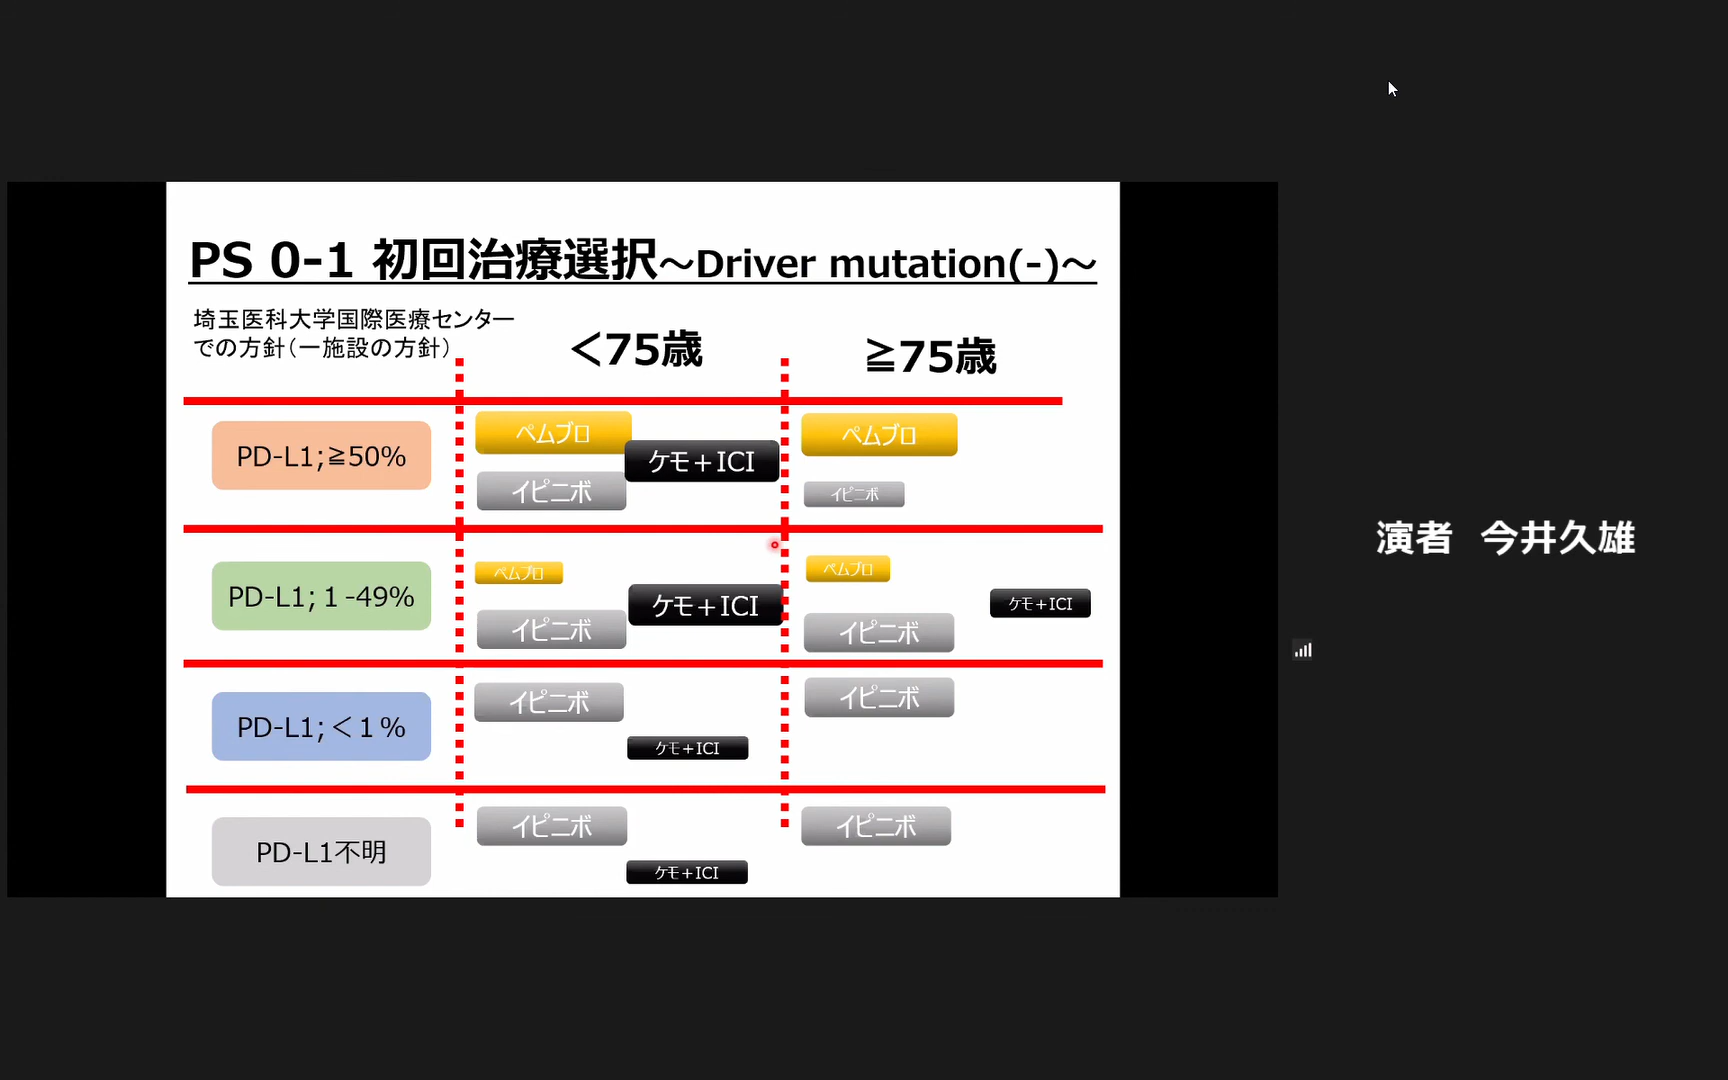 PS 0-1 初回治療選択～Driver mutation(-)～
埼玉医科大学国際医療センター
での方針（一施設の方針）
＜75歳
≧75歳
PD-L1;≧50%
ペムブロ
ケモ＋ICI
イピニボ
ペムブロ
イピニボ
PD-L1;１-49%
ペムブロ
ケモ＋ICI
イピニボ
ペムブロ
ケモ＋ICI
イピニボ
PD-L1;＜１%
イピニボ
ケモ＋ICI
イピニボ
PD-L1不明
イピニボ
ケモ＋ICI
イピニボ
演者　今井久雄